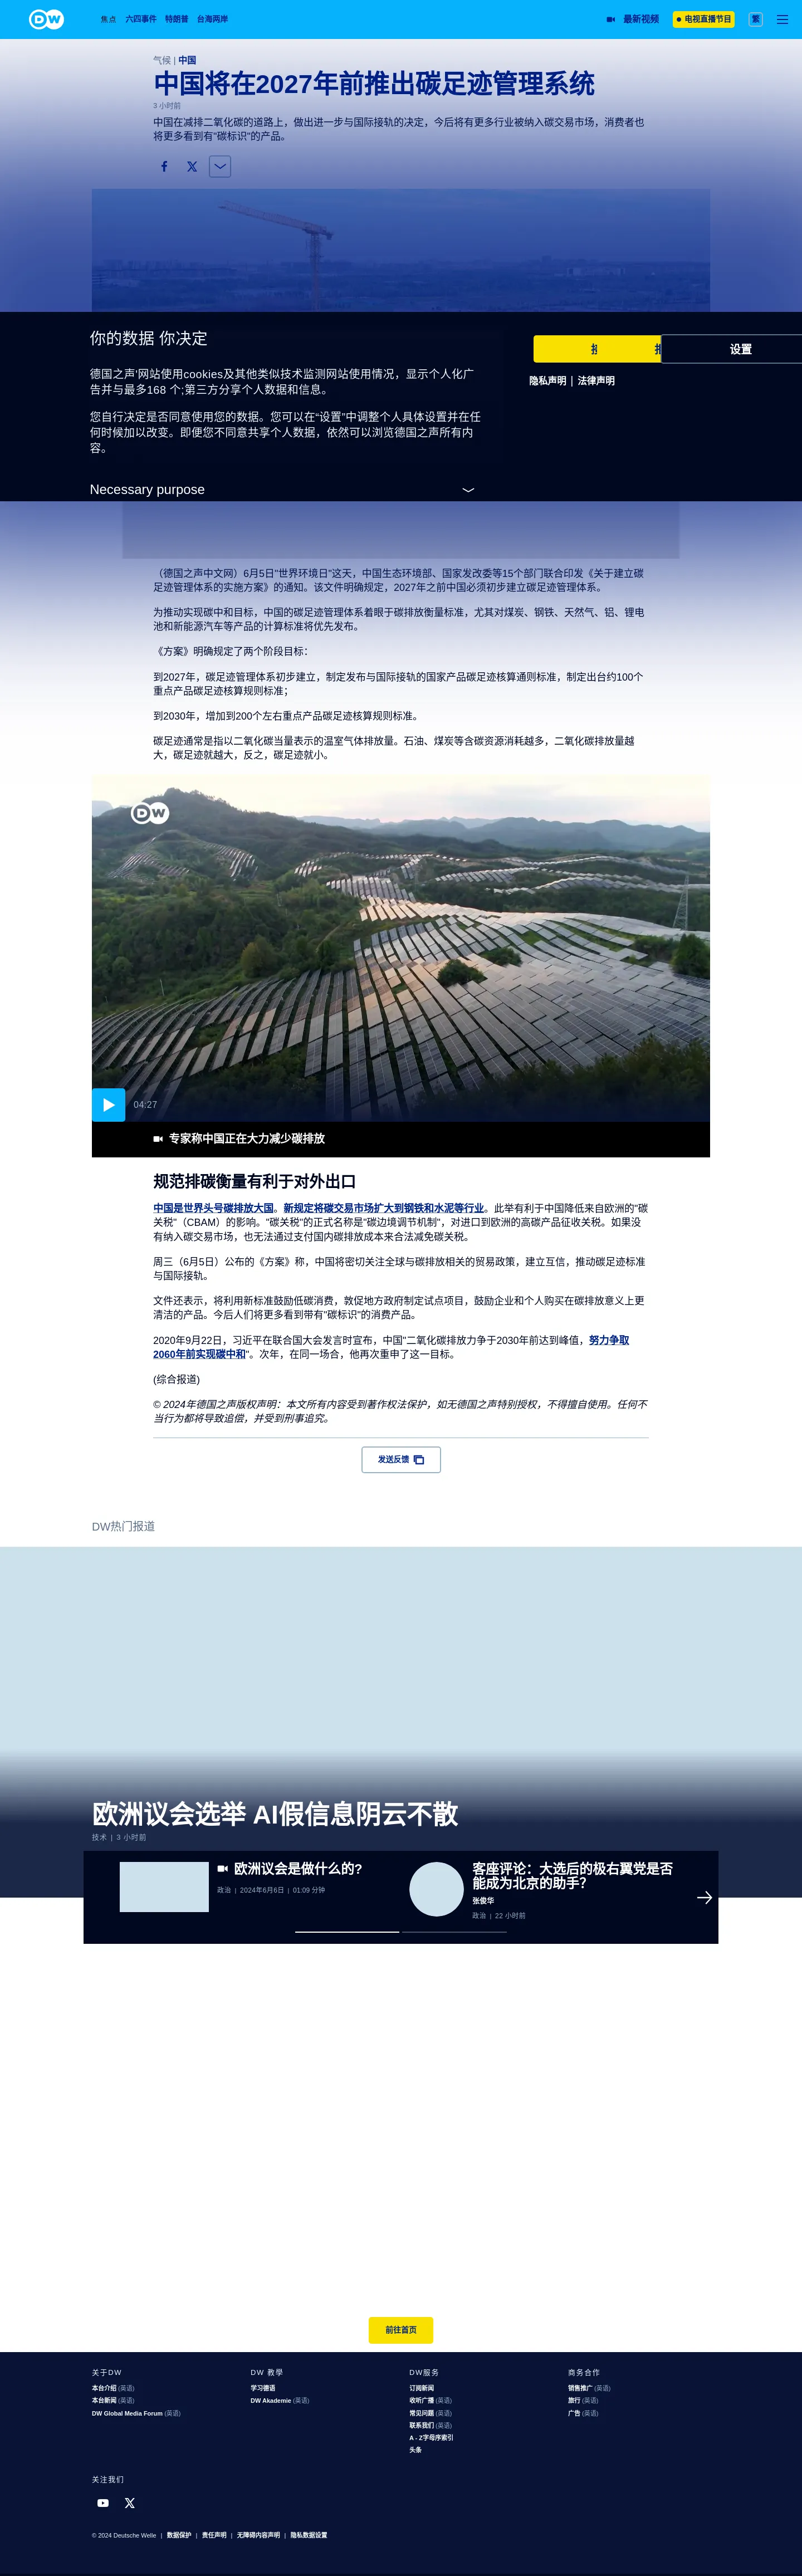 DW
焦点 六四事件 特朗普 台海两岸
最新视频 电视直播节目 繁
气候 | 中国
中国将在2027年前推出碳足迹管理系统
3 小时前
中国在减排二氧化碳的道路上，做出进一步与国际接轨的决定，今后将有更多行业被纳入碳交易市场，消费者也
将更多看到有“碳标识”的产品。
你的数据 你决定
德国之声'网站使用cookies及其他类似技术监测网站使用情况，显示个人化广
告并与最多168 个;第三方分享个人数据和信息。
您自行决定是否同意使用您的数据。您可以在“设置”中调整个人具体设置并在任
何时候加以改变。即便您不同意共享个人数据，依然可以浏览德国之声所有内
容。
Necessary purpose
设置
隐私声明 | 法律声明
（德国之声中文网）6月5日"世界环境日"这天，中国生态环境部、国家发改委等15个部门联合印发《关于建立碳
足迹管理体系的实施方案》的通知。该文件明确规定，2027年之前中国必须初步建立碳足迹管理体系。
为推动实现碳中和目标，中国的碳足迹管理体系着眼于碳排放衡量标准，尤其对煤炭、钢铁、天然气、铝、锂电
池和新能源汽车等产品的计算标准将优先发布。
《方案》明确规定了两个阶段目标：
到2027年，碳足迹管理体系初步建立，制定发布与国际接轨的国家产品碳足迹核算通则标准，制定出台约100个
重点产品碳足迹核算规则标准；
到2030年，增加到200个左右重点产品碳足迹核算规则标准。
碳足迹通常是指以二氧化碳当量表示的温室气体排放量。石油、煤炭等含碳资源消耗越多，二氧化碳排放量越
大，碳足迹就越大，反之，碳足迹就小。
DW
04:27
专家称中国正在大力减少碳排放
规范排碳衡量有利于对外出口
中国是世界头号碳排放大国。新规定将碳交易市场扩大到钢铁和水泥等行业。此举有利于中国降低来自欧洲的"碳
关税"（CBAM）的影响。"碳关税"的正式名称是"碳边境调节机制"，对进口到欧洲的高碳产品征收关税。如果没
有纳入碳交易市场，也无法通过支付国内碳排放成本来合法减免碳关税。
周三（6月5日）公布的《方案》称，中国将密切关注全球与碳排放相关的贸易政策，建立互信，推动碳足迹标准
与国际接轨。
文件还表示，将利用新标准鼓励低碳消费，敦促地方政府制定试点项目，鼓励企业和个人购买在碳排放意义上更
清洁的产品。今后人们将更多看到带有"碳标识"的消费产品。
2020年9月22日，习近平在联合国大会发言时宣布，中国"二氧化碳排放力争于2030年前达到峰值，努力争取
2060年前实现碳中和"。次年，在同一场合，他再次重申了这一目标。
(综合报道)
© 2024年德国之声版权声明：本文所有内容受到著作权法保护，如无德国之声特别授权，不得擅自使用。任何不
当行为都将导致追偿，并受到刑事追究。
发送反馈
DW热门报道
欧洲议会选举 AI假信息阴云不散
技术 | 3 小时前
欧洲议会是做什么的?
政治 | 2024年6月6日 | 01:09 分钟
客座评论：大选后的极右翼党是否
能成为北京的助手？
张俊华
政治 | 22 小时前
前往首页
关于DW
本台介绍 (英语)
本台新闻 (英语)
DW Global Media Forum (英语)
DW 教學
学习德语
DW Akademie (英语)
DW服务
订阅新闻
收听广播 (英语)
常见问题 (英语)
联系我们 (英语)
A - Z字母序索引
头条
商务合作
销售推广 (英语)
旅行 (英语)
广告 (英语)
关注我们
© 2024 Deutsche Welle | 数据保护 | 责任声明 | 无障碍内容声明 | 隐私数据设置